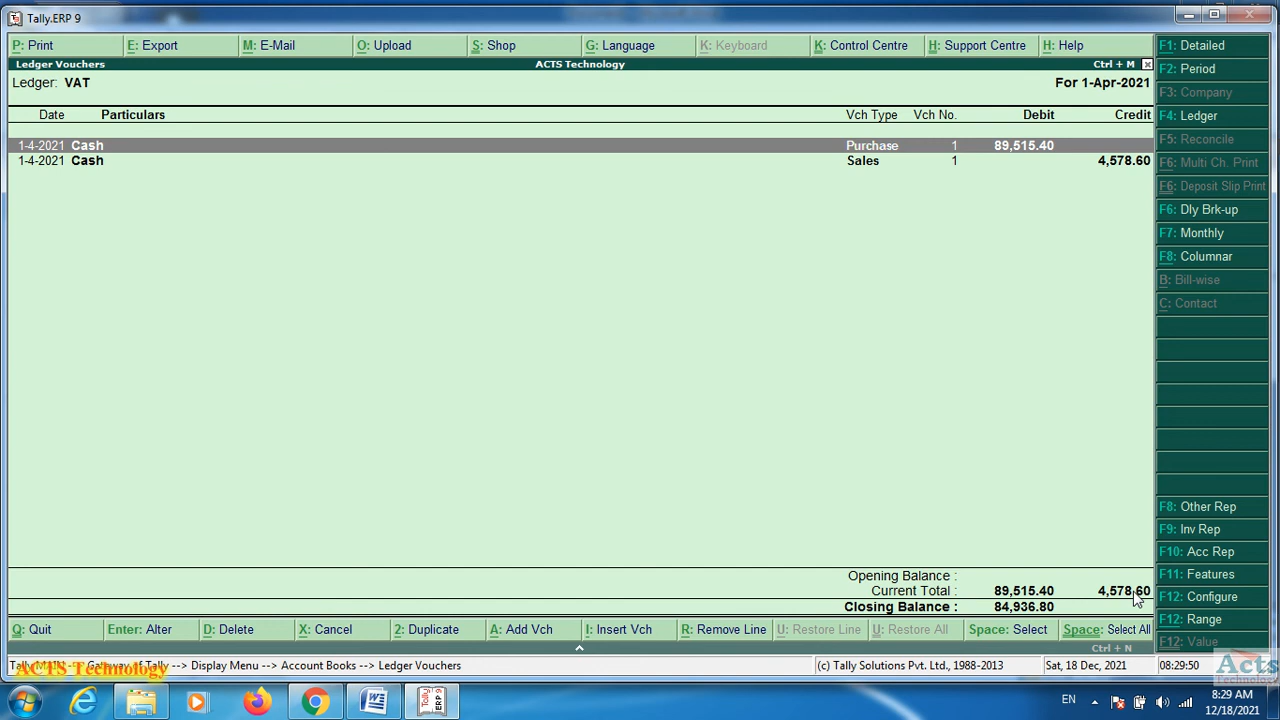 Tally.ERP 9
P: Print E: Export M: E-Mail O: Upload S: Shop G: Language K: Keyboard K: Control Centre H: Support Centre H: Help
Ledger Vouchers ACTS Technology Ctrl + M
Ledger: VAT For 1-Apr-2021
Date Particulars Vch Type Vch No. Debit Credit
1-4-2021 Cash Purchase 1 89,515.40
1-4-2021 Cash Sales 1 4,578.60
Opening Balance :
Current Total : 89,515.40 4,578.60
Closing Balance : 84,936.80
Q: Quit Enter: Alter D: Delete X: Cancel 2: Duplicate A: Add Vch I: Insert Vch R: Remove Line U: Restore Line U: Restore All Space: Select Space: Select All
Ctrl + N
F1: Detailed
F2: Period
F3: Company
F4: Ledger
F5: Reconcile
F6: Multi Ch. Print
F6: Deposit Slip Print
F6: Dly Brk-up
F7: Monthly
F8: Columnar
B: Bill-wise
C: Contact
F8: Other Rep
F9: Inv Rep
F10: Acc Rep
F11: Features
F12: Configure
F12: Range
F12: Value
of Tally --> Display Menu --> Account Books --> Ledger Vouchers (c) Tally Solutions Pvt. Ltd., 1988-2013 Sat, 18 Dec, 2021 08:29:50
ACTS Technology
Acts
Technology
Tally
ERP 9
EN 8:29 AM
12/18/2021